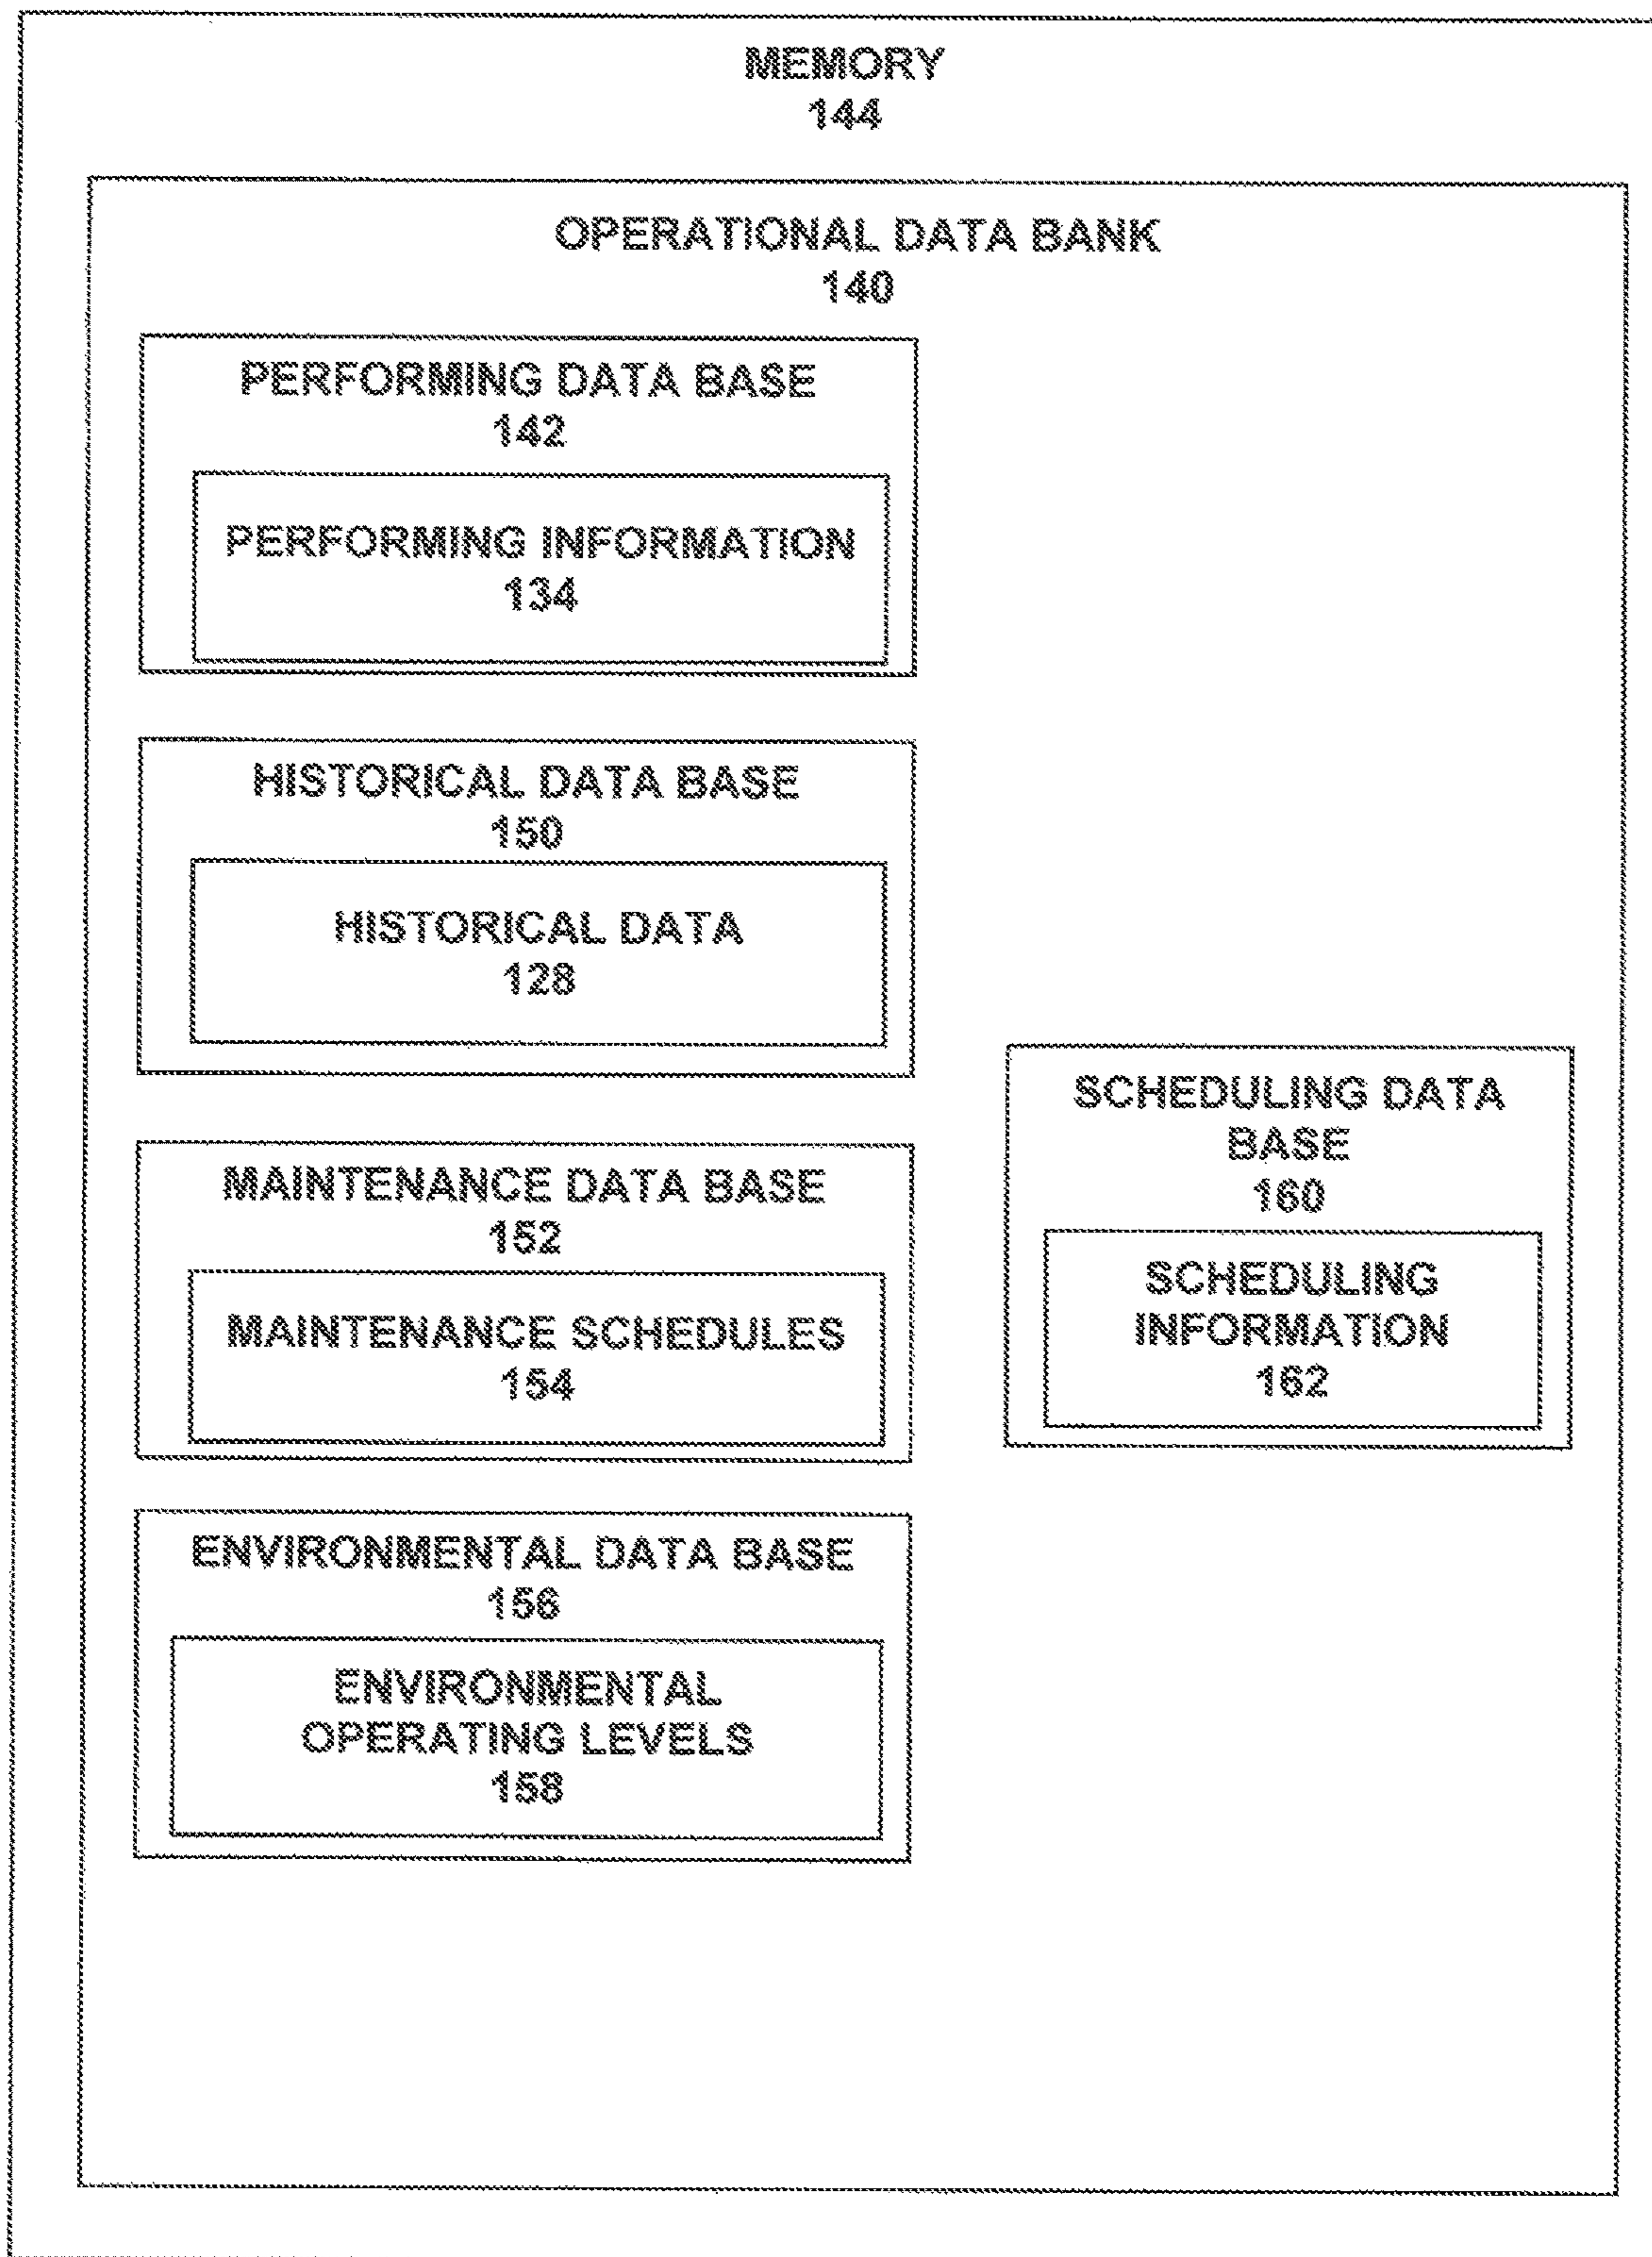 MEMORY
144
OPERATIONAL DATA BANK
140
PERFORMING DATA BASE
142
PERFORMING INFORMATION
134
HISTORICAL DATA BASE
150
HISTORICAL DATA
128
MAINTENANCE DATA BASE
152
MAINTENANCE SCHEDULES
154
ENVIRONMENTAL DATA BASE
156
ENVIRONMENTAL
OPERATING LEVELS
158
SCHEDULING DATA
BASE
160
SCHEDULING
INFORMATION
162